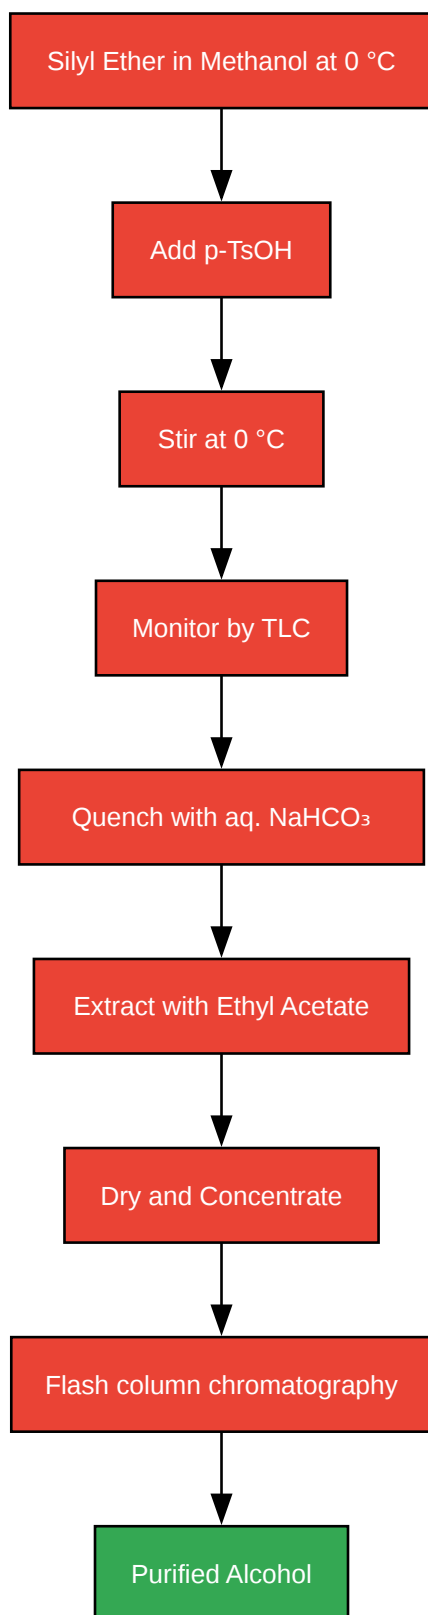 Silyl Ether in Methanol at 0 °C
Add p-TsOH
Stir at 0 °C
Monitor by TLC
Quench with aq. NaHCO₃
Extract with Ethyl Acetate
Dry and Concentrate
Flash column chromatography
Purified Alcohol